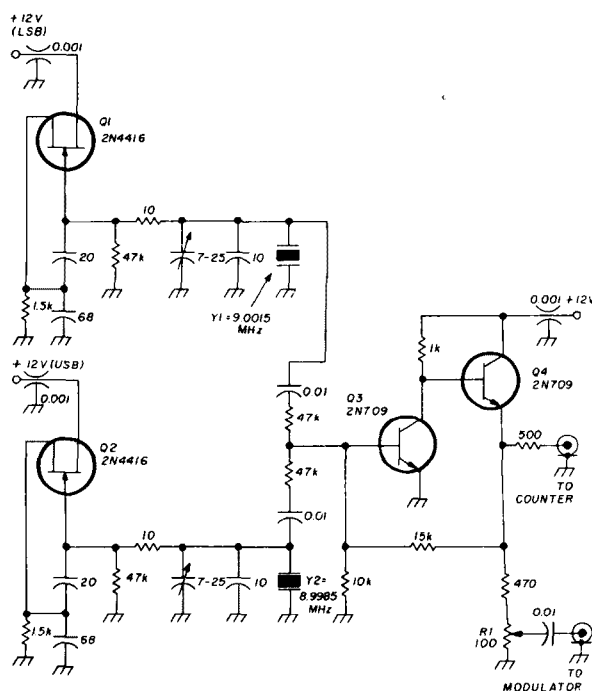 +12V
(LSB)
0.001
Q1
2N4416
10
20
47k
7-25
10
1.5k
68
Y1 = 9.0015
MHz
+12V (USB)
0.001
Q2
2N4416
0.01
47k
47k
0.01
Q3
2N709
1k
0.001
+12V
Q4
2N709
500
TO
COUNTER
15k
10k
470
R1
100
0.01
TO
MODULATOR
10
20
47k
7-25
10
Y2=
8.9985
MHz
1.5k
68